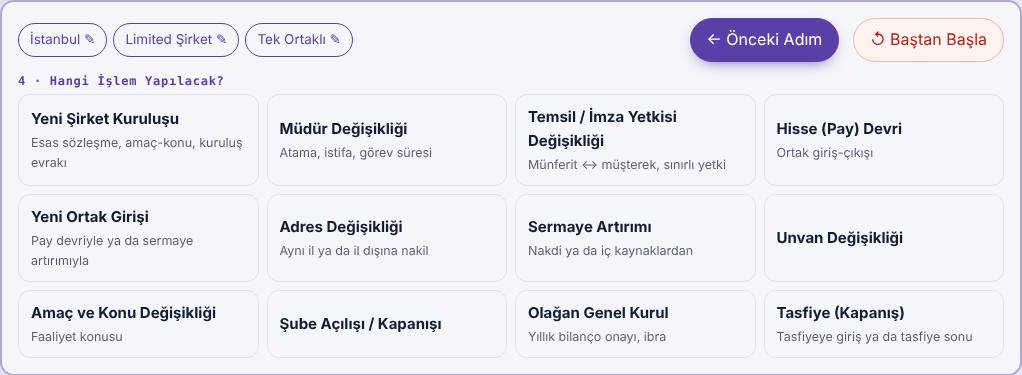 İstanbul ✎ Limited Şirket ✎ Tek Ortaklı ✎ ← Önceki Adım ↺ Baştan Başla
4 · Hangi İşlem Yapılacak?
Yeni Şirket Kuruluşu
Esas sözleşme, amaç-konu, kuruluş
evrakı
Müdür Değişikliği
Atama, istifa, görev süresi
Temsil / İmza Yetkisi
Değişikliği
Münferit ↔ müşterek, sınırlı yetki
Hisse (Pay) Devri
Ortak giriş-çıkışı
Yeni Ortak Girişi
Pay devriyle ya da sermaye
artırımıyla
Adres Değişikliği
Aynı il ya da il dışına nakil
Sermaye Artırımı
Nakdi ya da iç kaynaklardan
Unvan Değişikliği
Amaç ve Konu Değişikliği
Faaliyet konusu
Şube Açılışı / Kapanışı
Olağan Genel Kurul
Yıllık bilanço onayı, ibra
Tasfiye (Kapanış)
Tasfiyeye giriş ya da tasfiye sonu